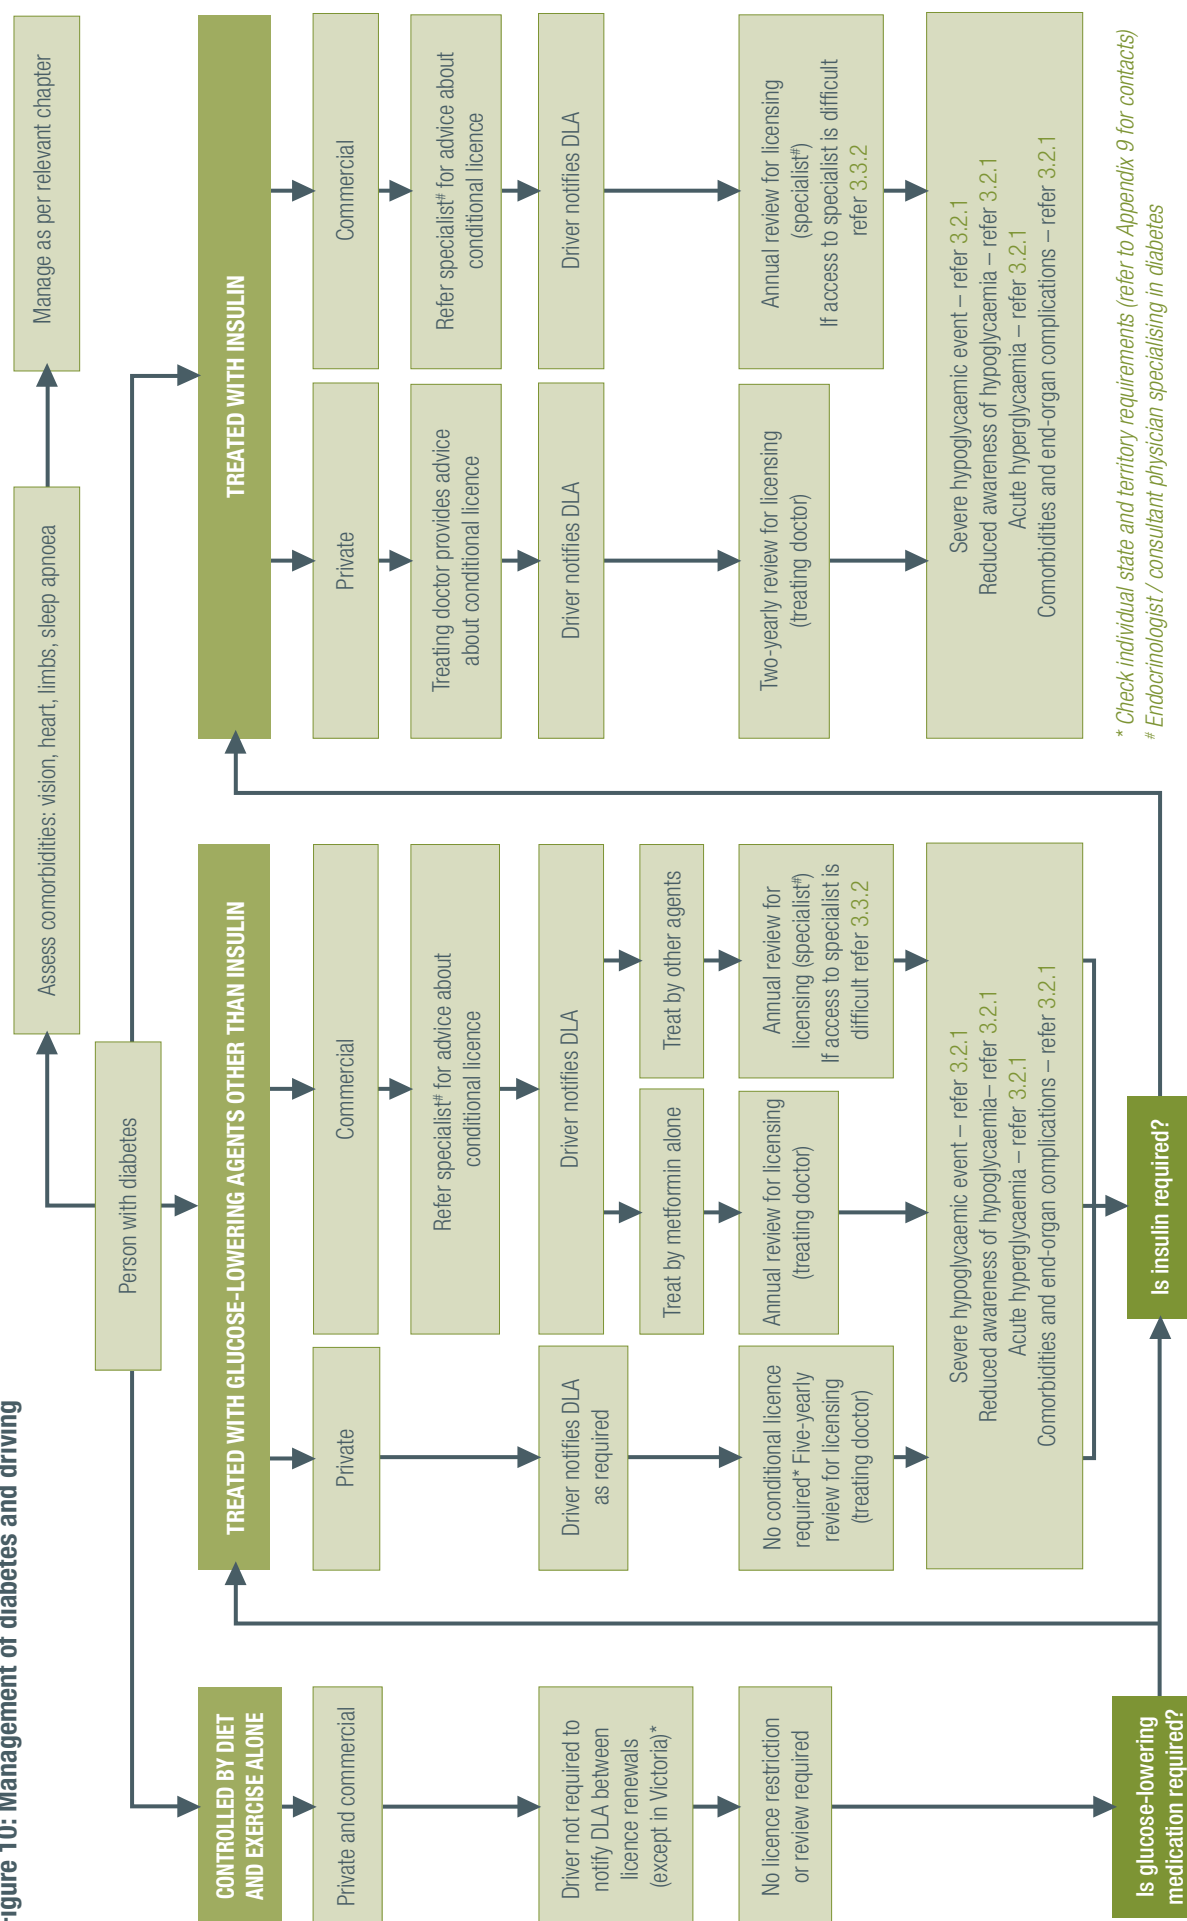 Figure 10: Management of diabetes and driving
Person with diabetes
Assess comorbidities: vision, heart, limbs, sleep apnoea
Manage as per relevant chapter
CONTROLLED BY DIET
AND EXERCISE ALONE
Private and commercial
Driver not required to
notify DLA between
licence renewals
(except in Victoria)*
No licence restriction
or review required
Is glucose-lowering
medication required?
TREATED WITH GLUCOSE-LOWERING AGENTS OTHER THAN INSULIN
Private
Driver notifies DLA
as required
No conditional licence
required* Five-yearly
review for licensing
(treating doctor)
Commercial
Refer specialist# for advice about
conditional licence
Driver notifies DLA
Treat by metformin alone
Annual review for licensing
(treating doctor)
Treat by other agents
Annual review for
licensing (specialist#)
If access to specialist is
difficult refer 3.3.2
Severe hypoglycaemic event – refer 3.2.1
Reduced awareness of hypoglycaemia– refer 3.2.1
Acute hyperglycaemia – refer 3.2.1
Comorbidities and end-organ complications – refer 3.2.1
Is insulin required?
TREATED WITH INSULIN
Private
Treating doctor provides advice
about conditional licence
Driver notifies DLA
Two-yearly review for licensing
(treating doctor)
Commercial
Refer specialist# for advice about
conditional licence
Driver notifies DLA
Annual review for licensing
(specialist#)
If access to specialist is difficult
refer 3.3.2
Severe hypoglycaemic event – refer 3.2.1
Reduced awareness of hypoglycaemia – refer 3.2.1
Acute hyperglycaemia – refer 3.2.1
Comorbidities and end-organ complications – refer 3.2.1
* Check individual state and territory requirements (refer to Appendix 9 for contacts)
# Endocrinologist / consultant physician specialising in diabetes